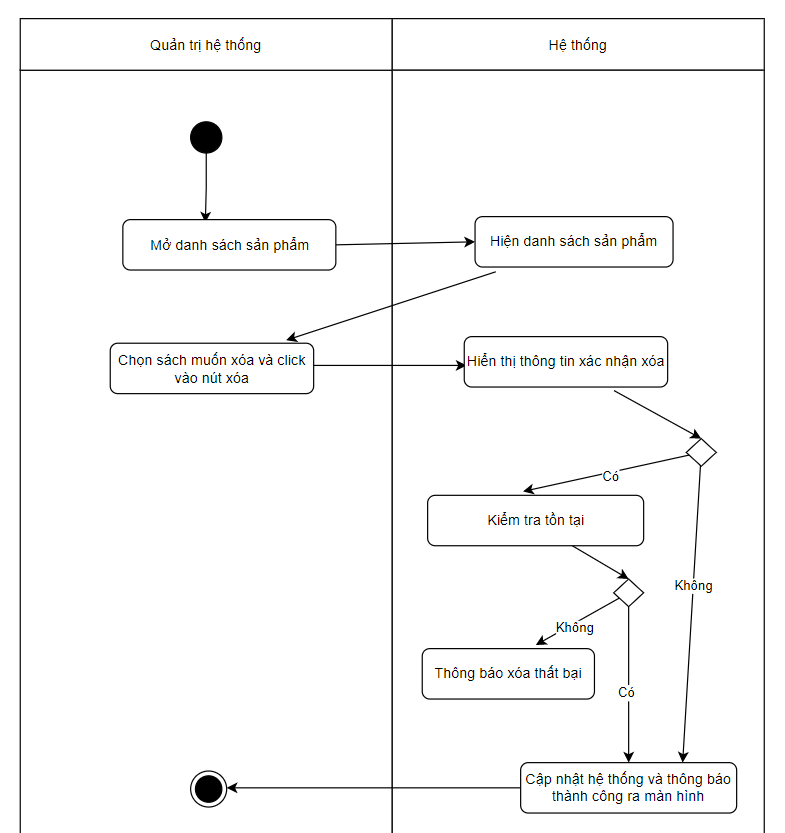 Quản trị hệ thống
Hệ thống
Mở danh sách sản phẩm
Hiện danh sách sản phẩm
Chọn sách muốn xóa và click
vào nút xóa
Hiển thị thông tin xác nhận xóa
Có
Kiểm tra tồn tại
Không
Không
Thông báo xóa thất bại
Có
Cập nhật hệ thống và thông báo
thành công ra màn hình